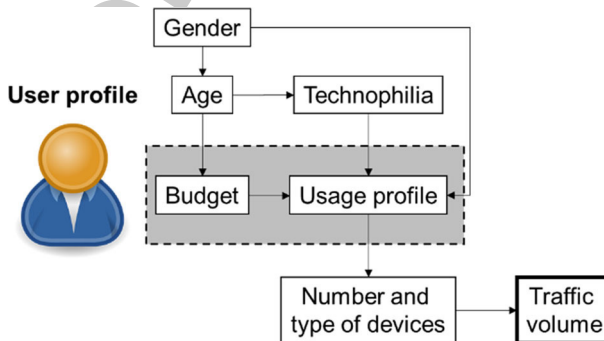 Gender
User profile
Age
Technophilia
Budget
Usage profile
Number and
type of devices
Traffic
volume